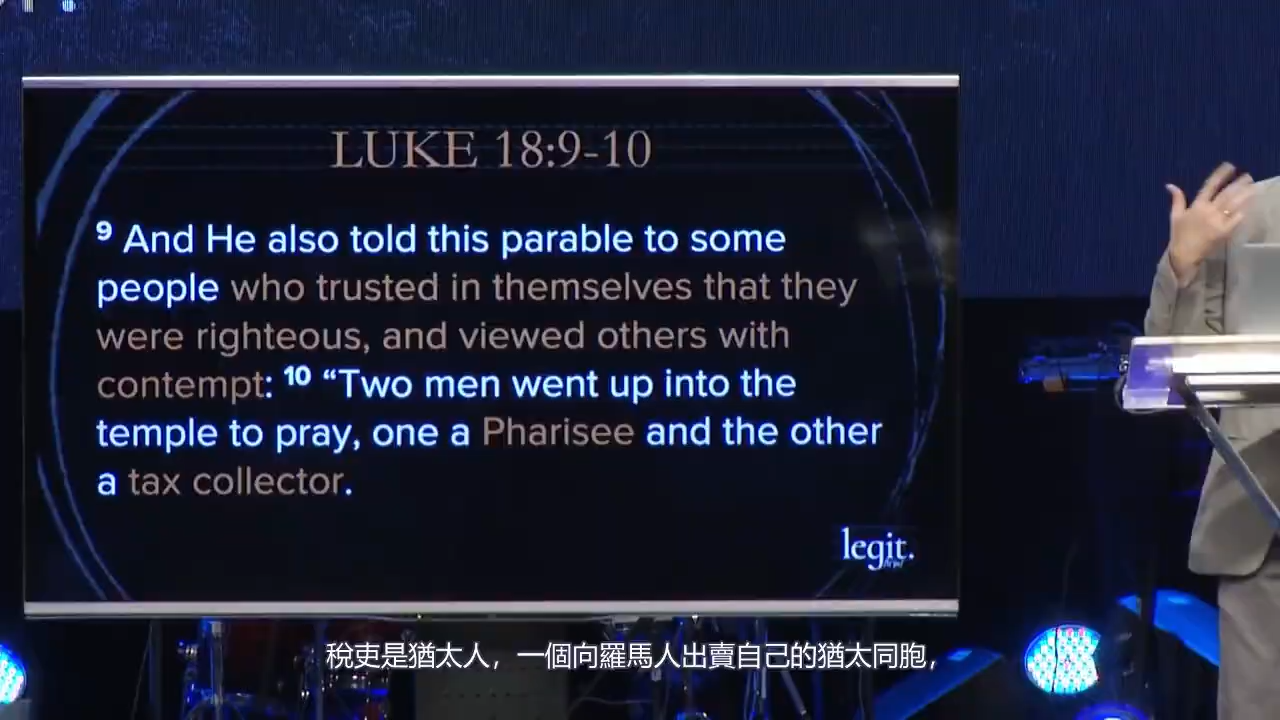 LUKE 18:9-10
⁹ And He also told this parable to some
people who trusted in themselves that they
were righteous, and viewed others with
contempt: ¹⁰ “Two men went up into the
temple to pray, one a Pharisee and the other
a tax collector.
legit.
稅吏是猶太人，一個向羅馬人出賣自己的猶太同胞，